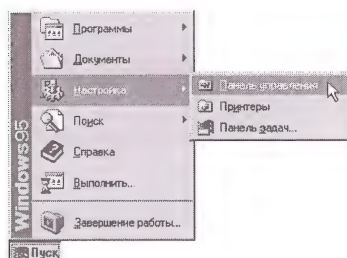 Программы
Документы
Настройка
Панель управления
Принтеры
Панель задач...
Поиск
Справка
Выполнить...
Завершение работы...
Windows95
Пуск